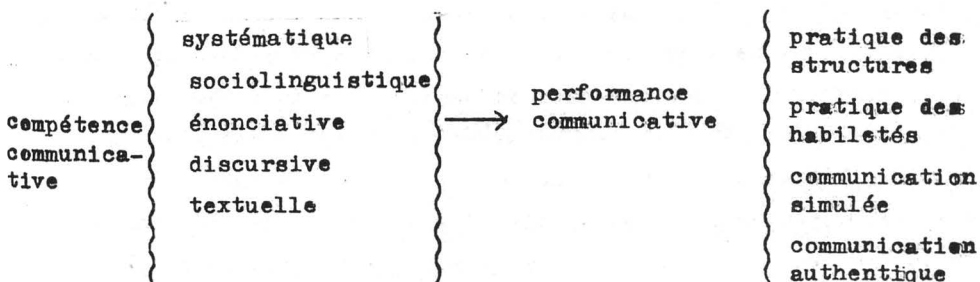 compétence
communica-
tive
systématique
sociolinguistique
énonciative
discursive
textuelle
performance
communicative
pratique des
structures
pratique des
habiletés
communication
simulée
communication
authentique